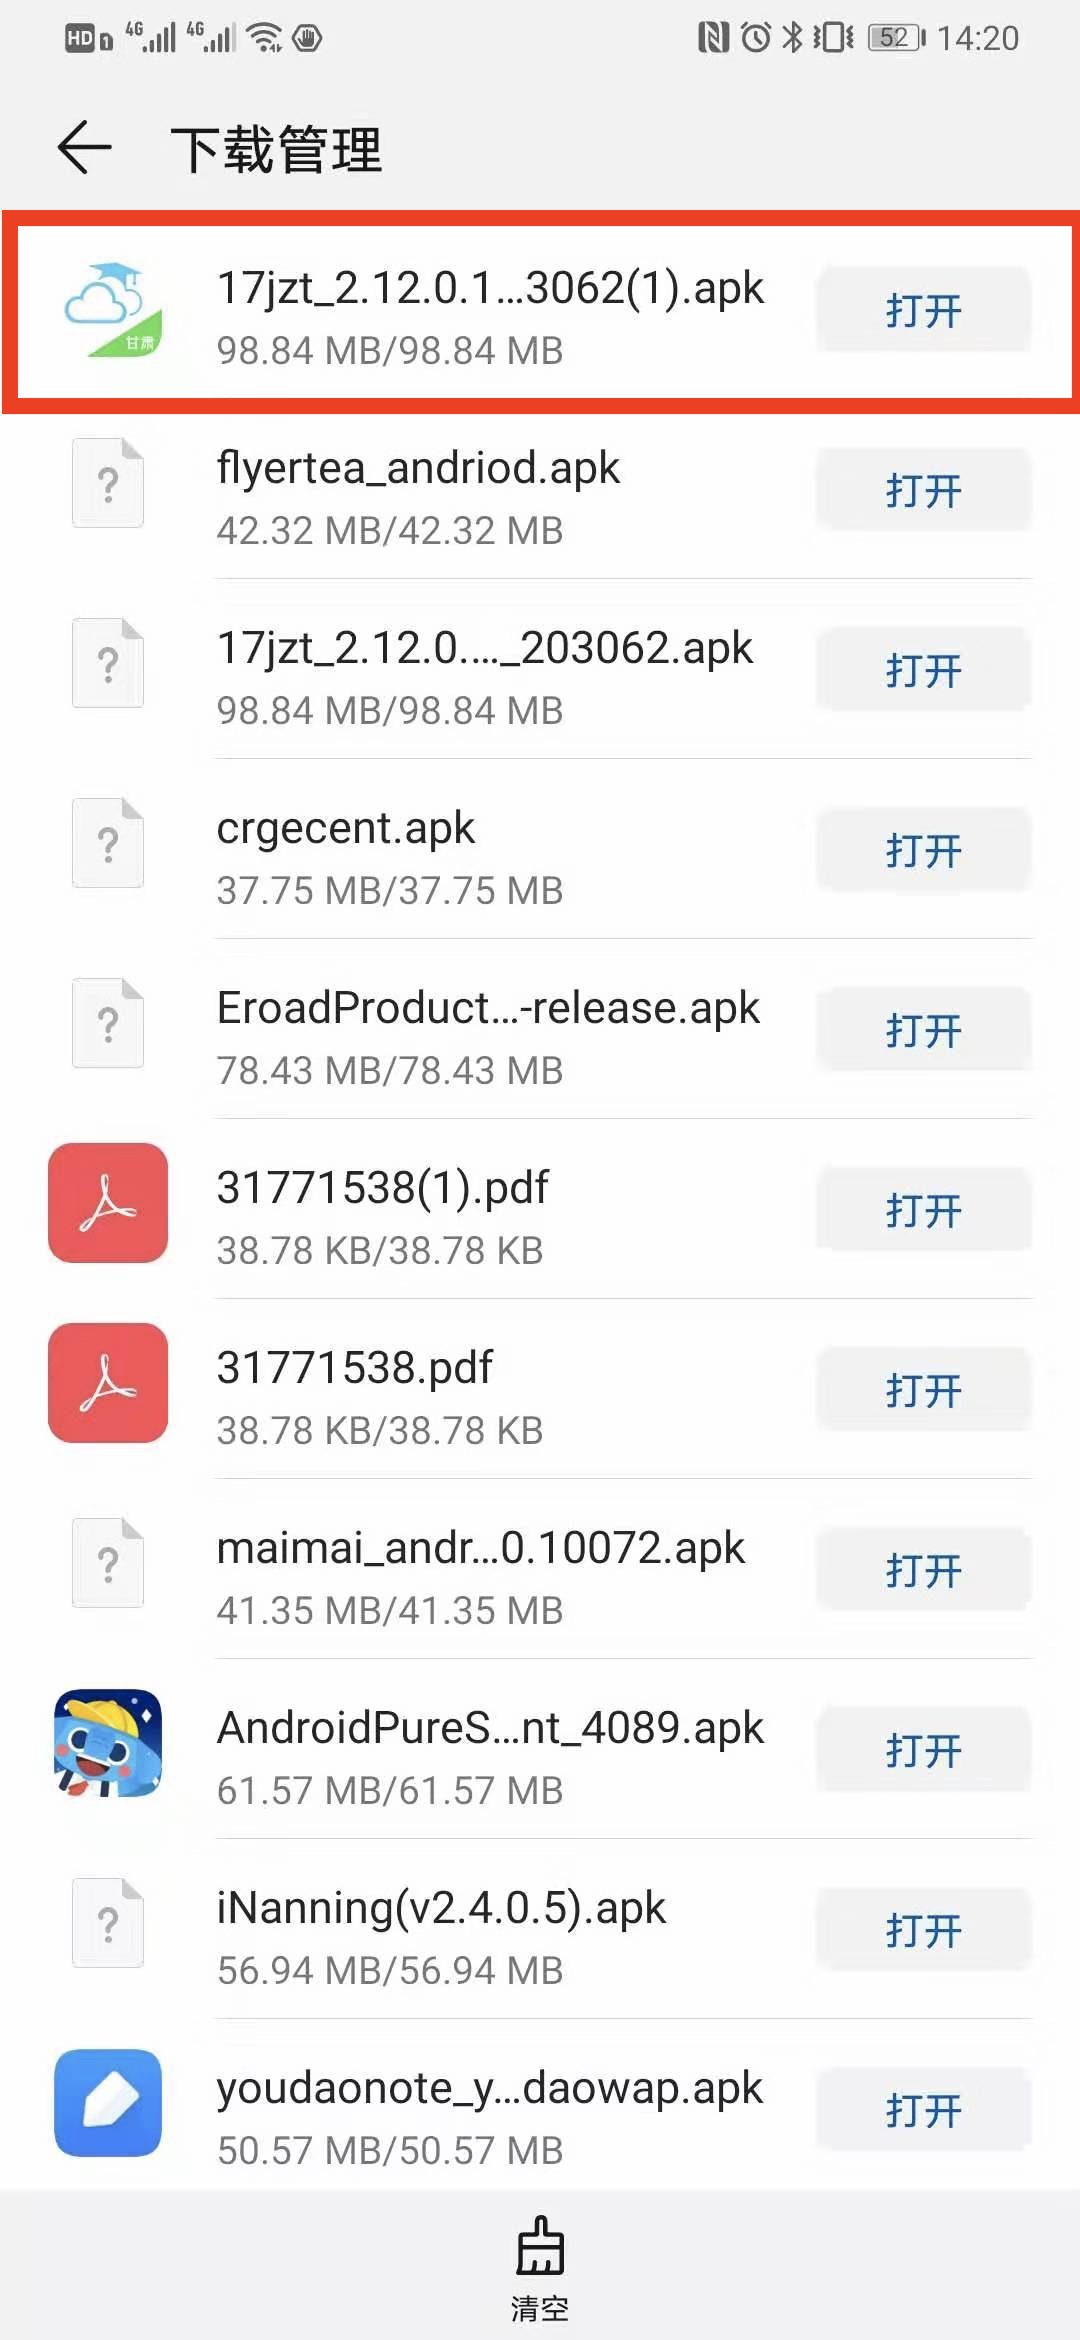 HD 1 4G 4G 52 14:20
下载管理
17jzt_2.12.0.1...3062(1).apk
98.84 MB/98.84 MB
甘肃
打开
flyertea_andriod.apk
42.32 MB/42.32 MB
打开
17jzt_2.12.0...._203062.apk
98.84 MB/98.84 MB
打开
crgecent.apk
37.75 MB/37.75 MB
打开
EroadProduct...-release.apk
78.43 MB/78.43 MB
打开
31771538(1).pdf
38.78 KB/38.78 KB
打开
31771538.pdf
38.78 KB/38.78 KB
打开
maimai_andr...0.10072.apk
41.35 MB/41.35 MB
打开
AndroidPureS...nt_4089.apk
61.57 MB/61.57 MB
打开
iNanning(v2.4.0.5).apk
56.94 MB/56.94 MB
打开
youdaonote_y...daowap.apk
50.57 MB/50.57 MB
打开
清空